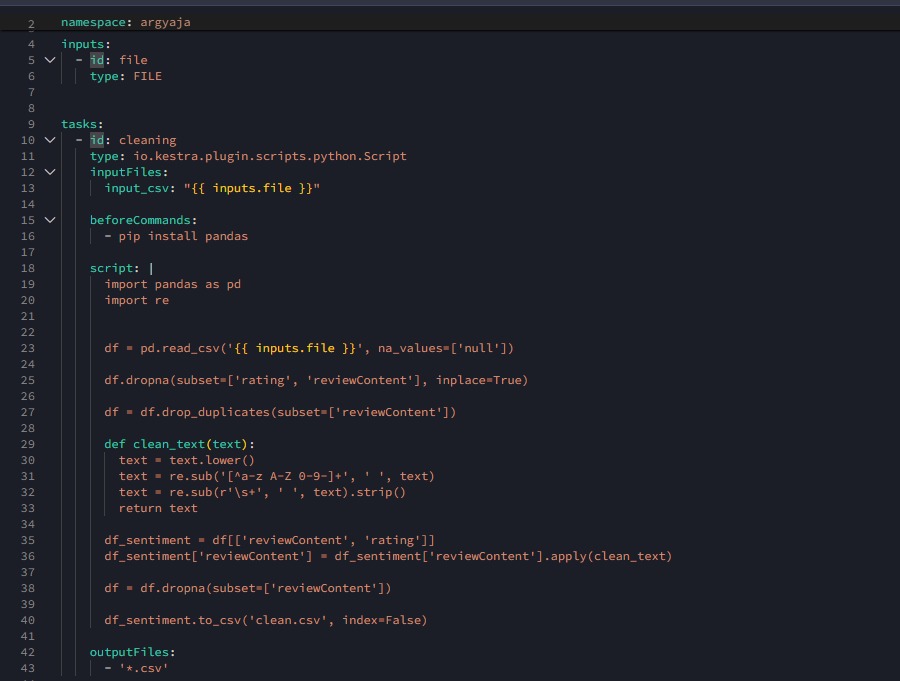 2 namespace: argyaja
4 inputs:
5 - id: file
6 type: FILE
7
8
9 tasks:
10 - id: cleaning
11 type: io.kestra.plugin.scripts.python.Script
12 inputFiles:
13 input_csv: "{{ inputs.file }}"
14
15 beforeCommands:
16 - pip install pandas
17
18 script: |
19 import pandas as pd
20 import re
21
22
23 df = pd.read_csv('{{ inputs.file }}', na_values=['null'])
24
25 df.dropna(subset=['rating', 'reviewContent'], inplace=True)
26
27 df = df.drop_duplicates(subset=['reviewContent'])
28
29 def clean_text(text):
30 text = text.lower()
31 text = re.sub('[^a-z A-Z 0-9-]+', ' ', text)
32 text = re.sub(r'\s+', ' ', text).strip()
33 return text
34
35 df_sentiment = df[['reviewContent', 'rating']]
36 df_sentiment['reviewContent'] = df_sentiment['reviewContent'].apply(clean_text)
37
38 df = df.dropna(subset=['reviewContent'])
39
40 df_sentiment.to_csv('clean.csv', index=False)
41
42 outputFiles:
43 - '*.csv'